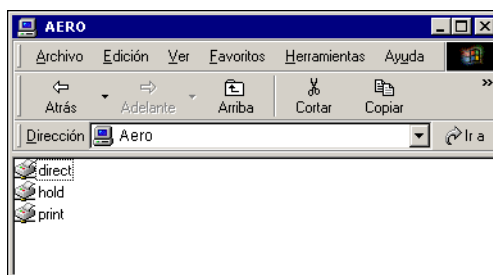 AERO
Archivo Edición Ver Favoritos Herramientas Ayuda
Atrás Adelante Arriba Cortar Copiar »
Dirección Aero Ir a
direct
hold
print